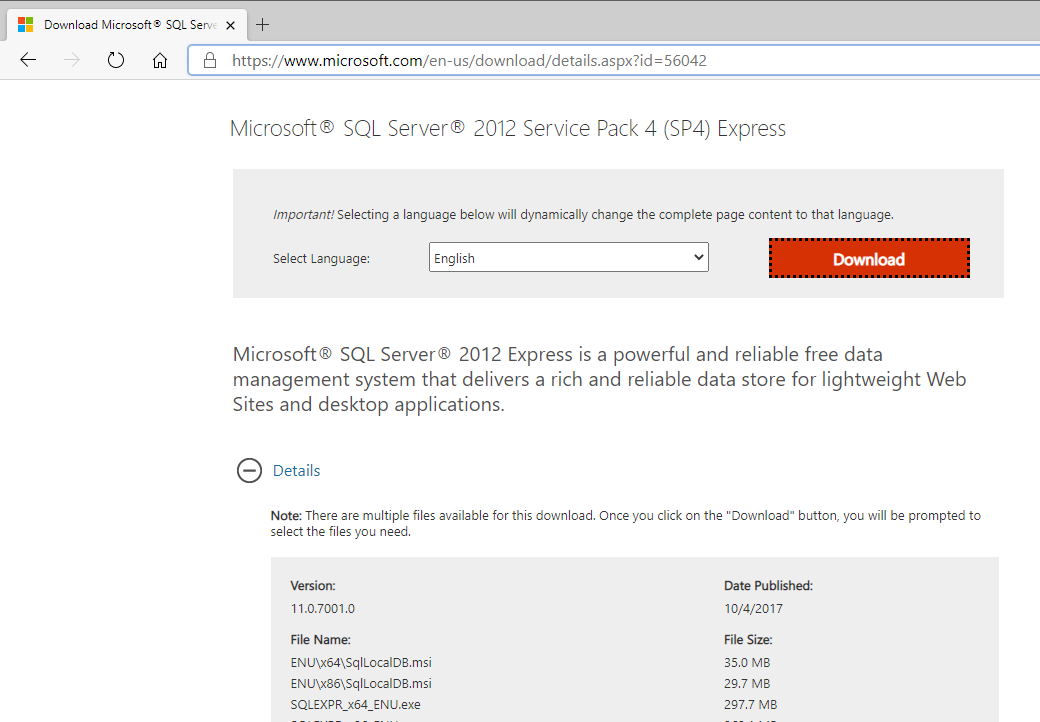 Download Microsoft® SQL Serve
https://www.microsoft.com/en-us/download/details.aspx?id=56042
Microsoft® SQL Server® 2012 Service Pack 4 (SP4) Express
Important! Selecting a language below will dynamically change the complete page content to that language.
Select Language:
English
Download
Microsoft® SQL Server® 2012 Express is a powerful and reliable free data
management system that delivers a rich and reliable data store for lightweight Web
Sites and desktop applications.
Details
Note: There are multiple files available for this download. Once you click on the "Download" button, you will be prompted to
select the files you need.
Version:
11.0.7001.0
Date Published:
10/4/2017
File Name:
ENU\x64\SqlLocalDB.msi
ENU\x86\SqlLocalDB.msi
SQLEXPR_x64_ENU.exe
File Size:
35.0 MB
29.7 MB
297.7 MB